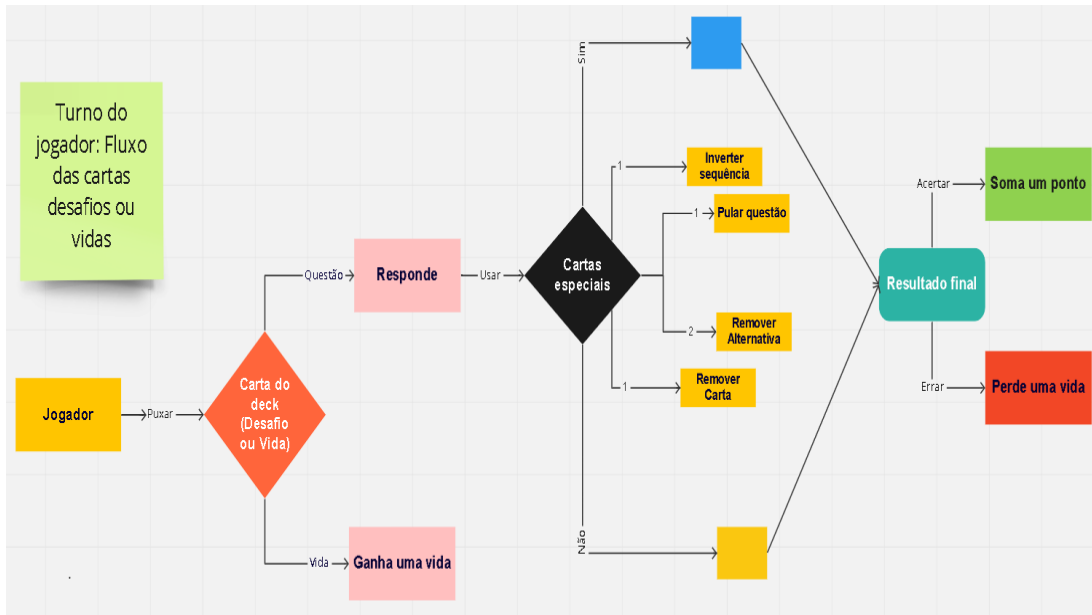 Turno do
jogador: Fluxo
das cartas
desafios ou
vidas
Jogador
Puxar
Carta do
deck
(Desafio
ou Vida)
Questão
Responde
Vida
Ganha uma vida
Usar
Cartas
especiais
Sim
1
Inverter
sequência
1
Pular questão
2
Remover
Alternativa
1
Remover
Carta
Não
Resultado final
Acertar
Soma um ponto
Errar
Perde uma vida